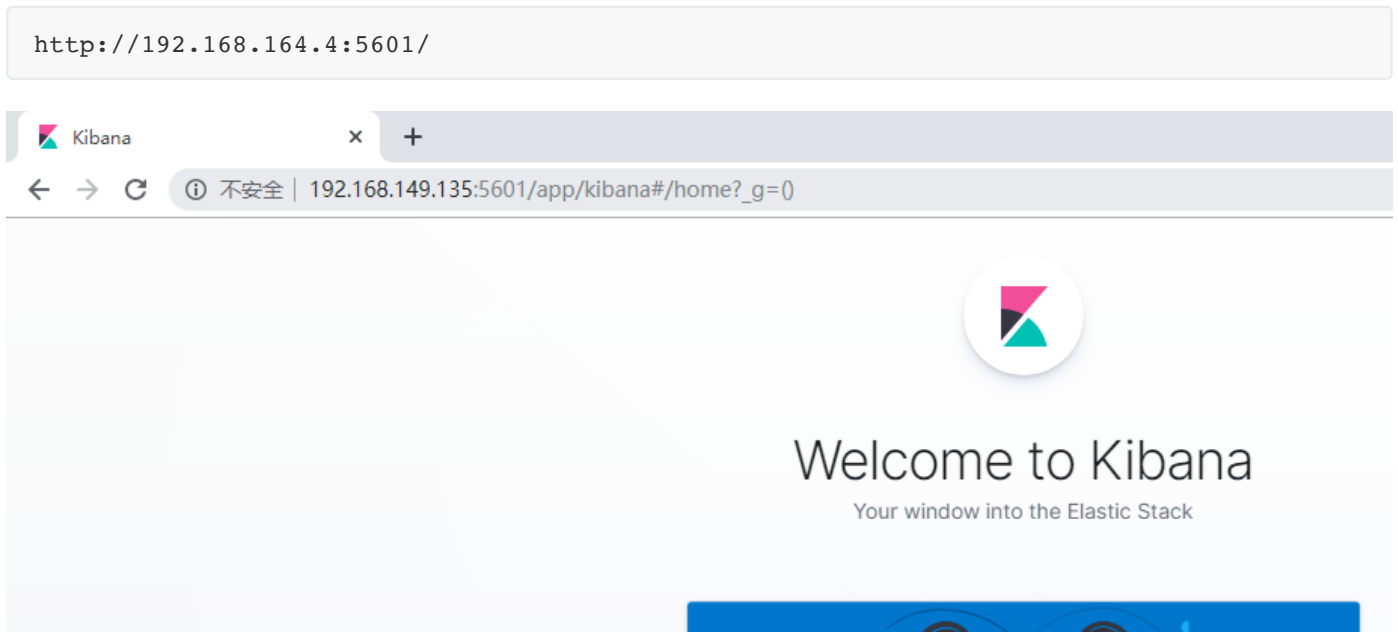 http://192.168.164.4:5601/
Kibana
不安全 | 192.168.149.135:5601/app/kibana#/home?_g=()
Welcome to Kibana
Your window into the Elastic Stack